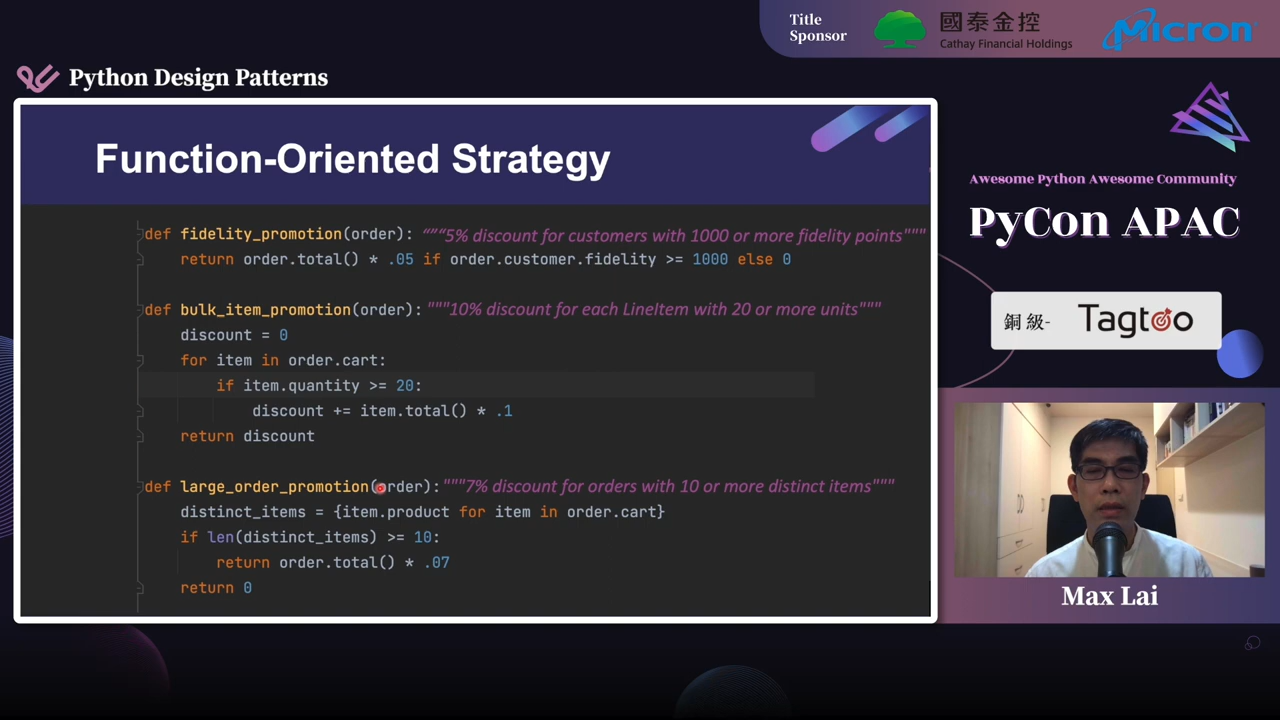 Title
Sponsor
國泰金控
Cathay Financial Holdings
Micron
Python Design Patterns
Function-Oriented Strategy
def fidelity_promotion(order): """5% discount for customers with 1000 or more fidelity points"""
return order.total() * .05 if order.customer.fidelity >= 1000 else 0
def bulk_item_promotion(order): """10% discount for each LineItem with 20 or more units"""
discount = 0
for item in order.cart:
if item.quantity >= 20:
discount += item.total() * .1
return discount
def large_order_promotion(order): """7% discount for orders with 10 or more distinct items"""
distinct_items = {item.product for item in order.cart}
if len(distinct_items) >= 10:
return order.total() * .07
return 0
Awesome Python Awesome Community
PyCon APAC
銅級- Tagtoo
Max Lai